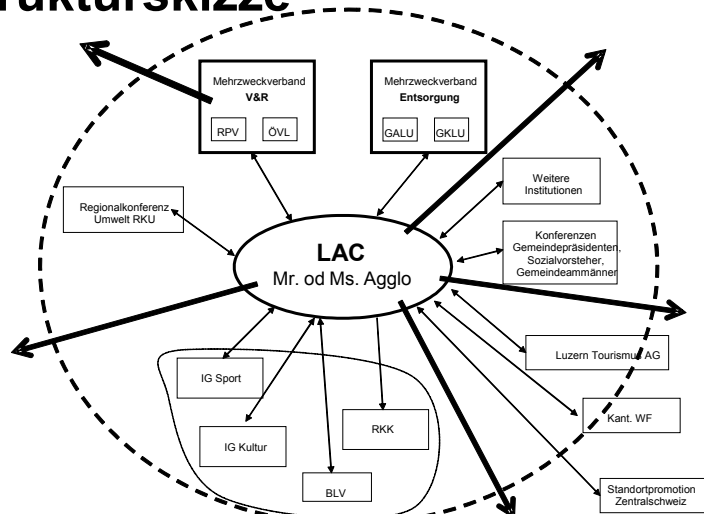 Mehrzweckverband
V&R
RPV
ÖVL
Mehrzweckverband
Entsorgung
GALU
GKLU
Weitere
Institutionen
Regionalkonferenz
Umwelt RKU
Konferenzen
Gemeindepräsidenten,
Sozialvorsteher,
Gemeindeammänner
LAC
Mr. od Ms. Agglo
Luzern Tourismus AG
IG Sport
Kant. WF
RKK
IG Kultur
BLV
Standortpromotion
Zentralschweiz